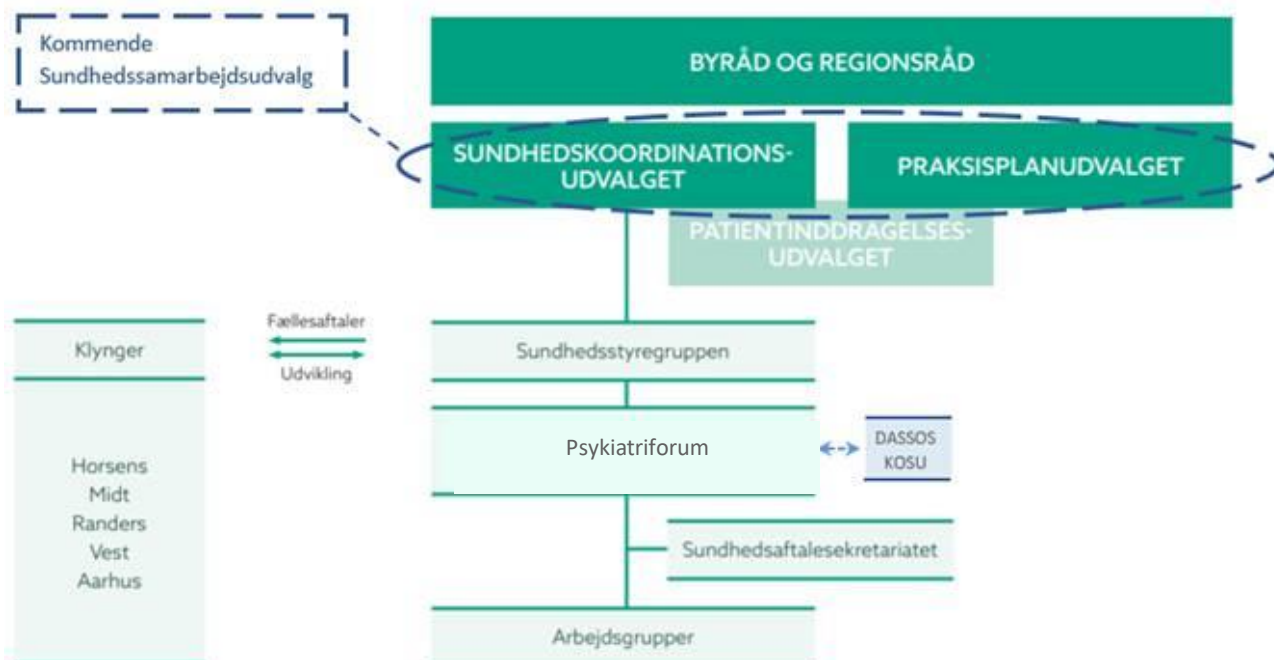 Kommende
Sundhedssamarbejdsudvalg
BYRÅD OG REGIONSRÅD
SUNDHEDSKOORDINATIONS-
UDVALGET
PRAKSISPLANUDVALGET
PATIENTINDDRAGELSES-
UDVALGET
Klynger
Fællesaftaler
Udvikling
Sundhedsstyregruppen
Horsens
Midt
Randers
Vest
Aarhus
Psykiatriforum
DASSOS
KOSU
Sundhedsaftalesekretariatet
Arbejdsgrupper